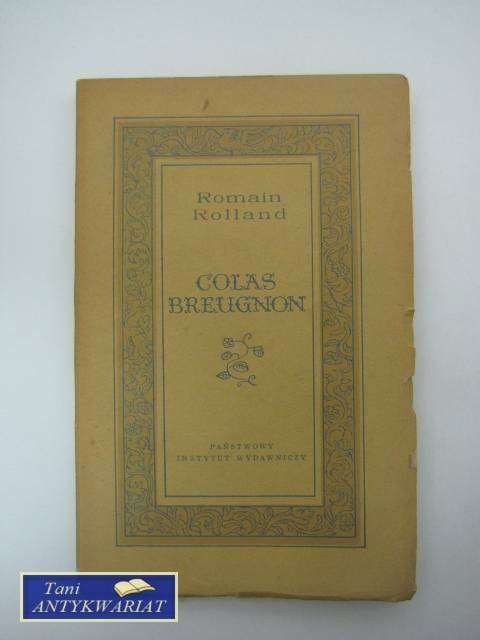 Romain
Rolland
COLAS
BREUGNON
PAŃSTWOWY
INSTYTUT WYDAWNICZY
Tani
ANTYKWARIAT